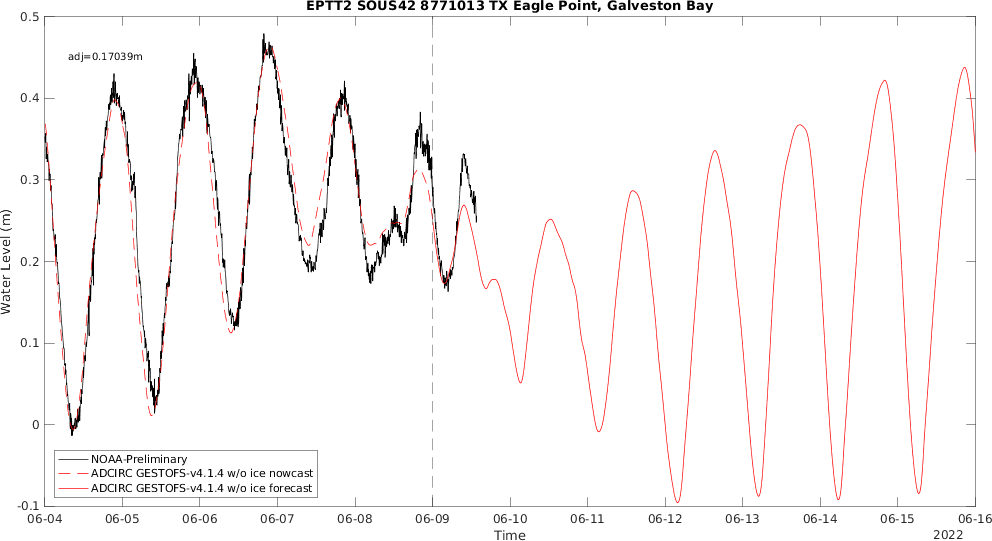 EPTT2 SOUS42 8771013 TX Eagle Point, Galveston Bay
adj=0.17039m
0.5
0.4
0.3
0.2
0.1
0
-0.1
Water Level (m)
NOAA-Preliminary
ADCIRC GESTOFS-v4.1.4 w/o ice nowcast
ADCIRC GESTOFS-v4.1.4 w/o ice forecast
06-04 06-05 06-06 06-07 06-08 06-09 06-10 06-11 06-12 06-13 06-14 06-15 06-16
Time
2022